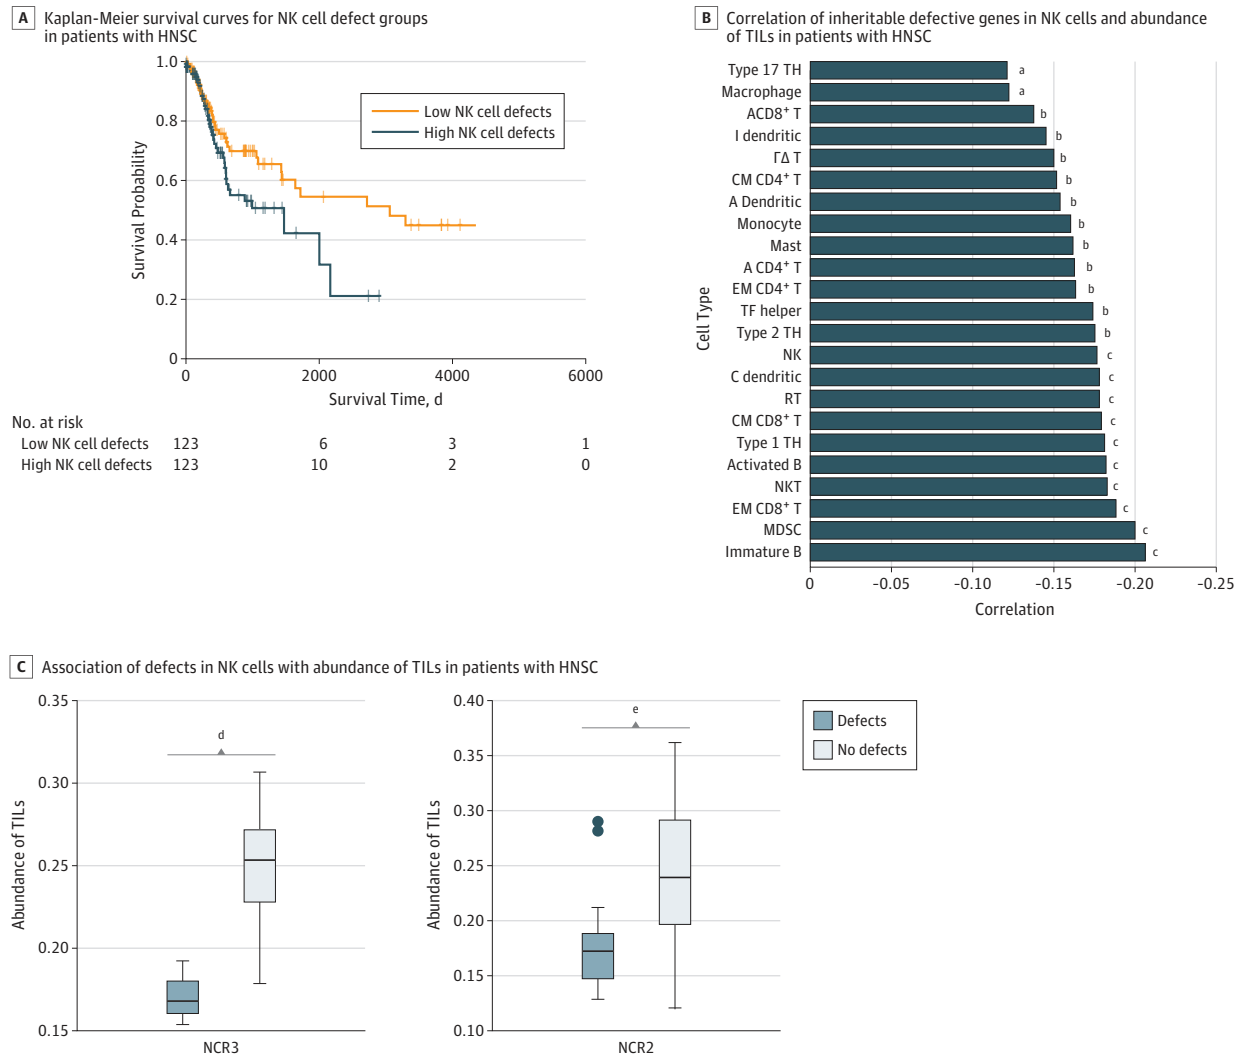 A Kaplan-Meier survival curves for NK cell defect groups
in patients with HNSC
1.0
0.8
0.6
0.4
0.2
0
Survival Probability
Low NK cell defects
High NK cell defects
0 2000 4000 6000
Survival Time, d
No. at risk
Low NK cell defects 123 6 3 1
High NK cell defects 123 10 2 0
B Correlation of inheritable defective genes in NK cells and abundance
of TILs in patients with HNSC
Cell Type
Type 17 TH a
Macrophage a
ACD8+ T b
I dendritic b
ΓΔ T b
CM CD4+ T b
A Dendritic b
Monocyte b
Mast b
A CD4+ T b
EM CD4+ T b
TF helper b
Type 2 TH b
NK c
C dendritic c
RT c
CM CD8+ T c
Type 1 TH c
Activated B c
NKT c
EM CD8+ T c
MDSC c
Immature B c
0 -0.05 -0.10 -0.15 -0.20 -0.25
Correlation
C Association of defects in NK cells with abundance of TILs in patients with HNSC
0.35
0.30
0.25
0.20
0.15
Abundance of TILs
d
NCR3
0.40
0.35
0.30
0.25
0.20
0.15
0.10
Abundance of TILs
e
NCR2
Defects
No defects